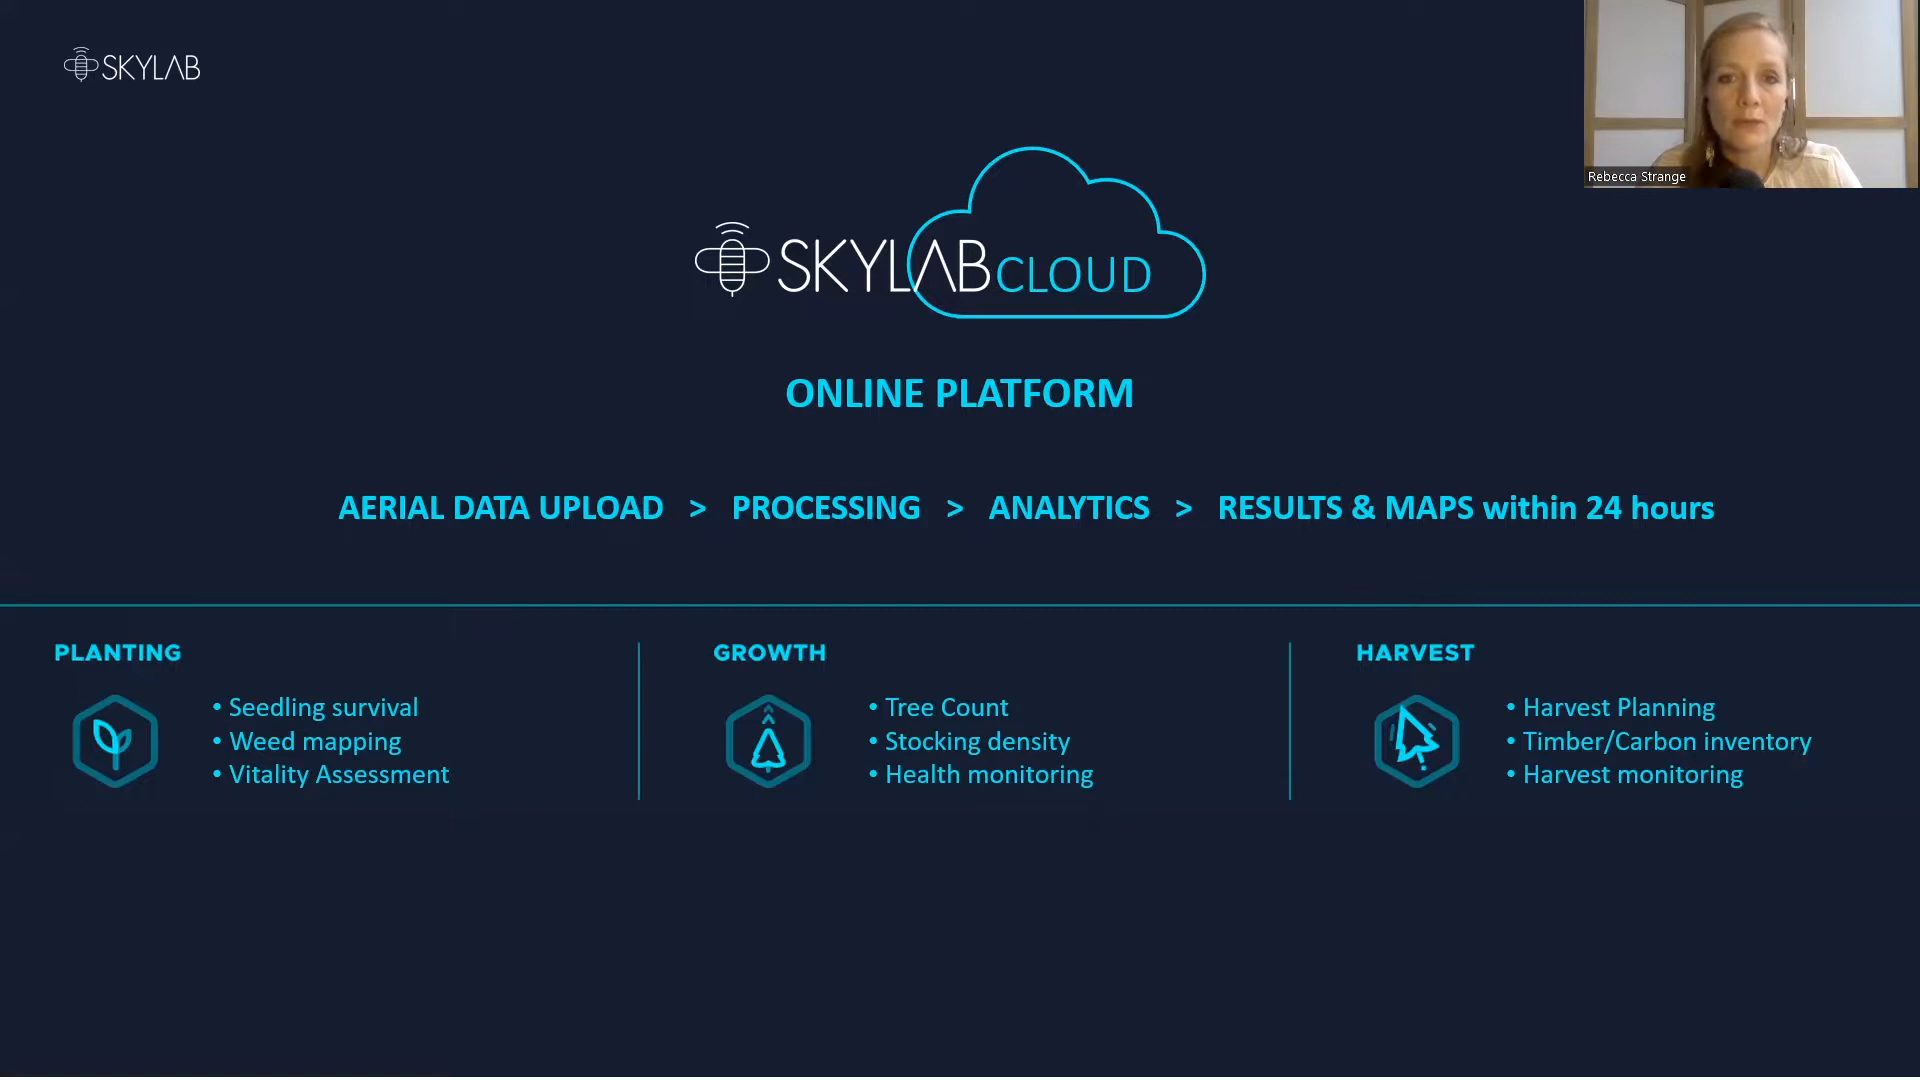 SKYLAB
Rebecca Strange
SKYLAB CLOUD
ONLINE PLATFORM
AERIAL DATA UPLOAD > PROCESSING > ANALYTICS > RESULTS & MAPS within 24 hours
PLANTING
• Seedling survival
• Weed mapping
• Vitality Assessment
GROWTH
• Tree Count
• Stocking density
• Health monitoring
HARVEST
• Harvest Planning
• Timber/Carbon inventory
• Harvest monitoring